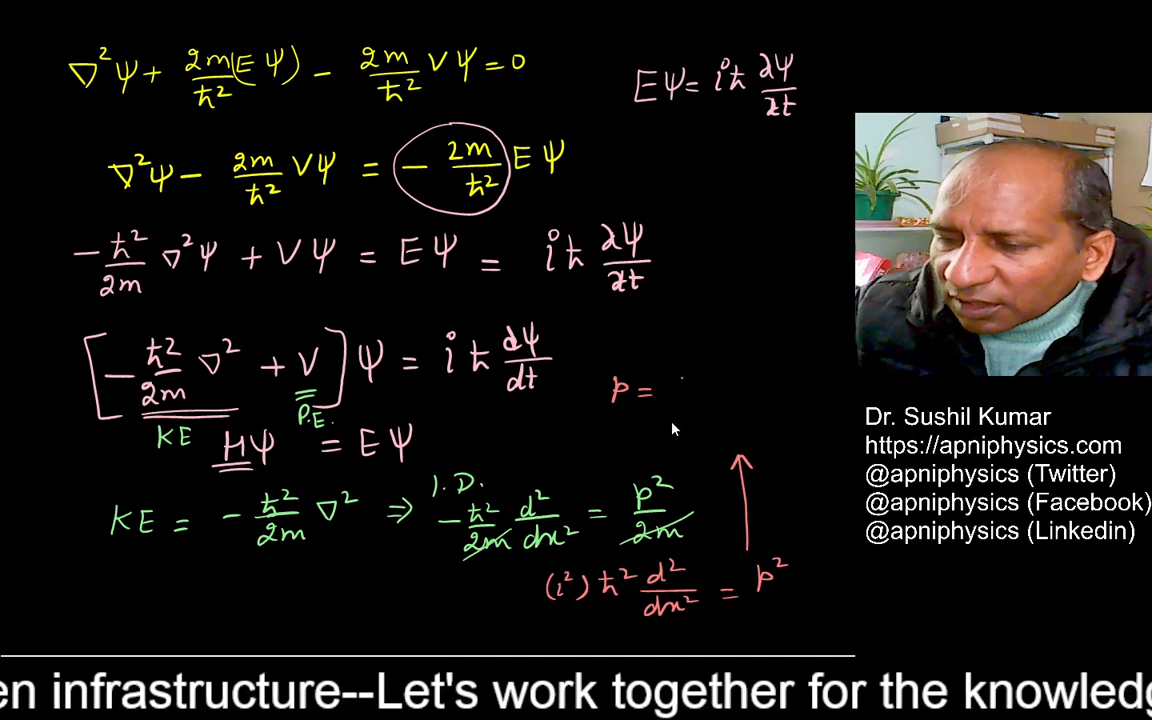 ∇²Ψ + 2m/ħ² (EΨ) - 2m/ħ² VΨ = 0
EΨ = iħ ∂Ψ/∂t
∇²Ψ - 2m/ħ² VΨ = - 2m/ħ² EΨ
-ħ²/2m ∇²Ψ + VΨ = EΨ = iħ ∂Ψ/∂t
[-ħ²/2m ∇² + V]Ψ = iħ dΨ/dt
KE
P.E.
p =
HΨ = EΨ
KE = -ħ²/2m ∇² ⇒ -ħ²/2m d²/dx² = p²/2m
1.D.
(i²) ħ² d²/dx² = p²
Dr. Sushil Kumar
https://apniphysics.com
@apniphysics (Twitter)
@apniphysics (Facebook)
@apniphysics (Linkedin)
en infrastructure--Let's work together for the knowledg